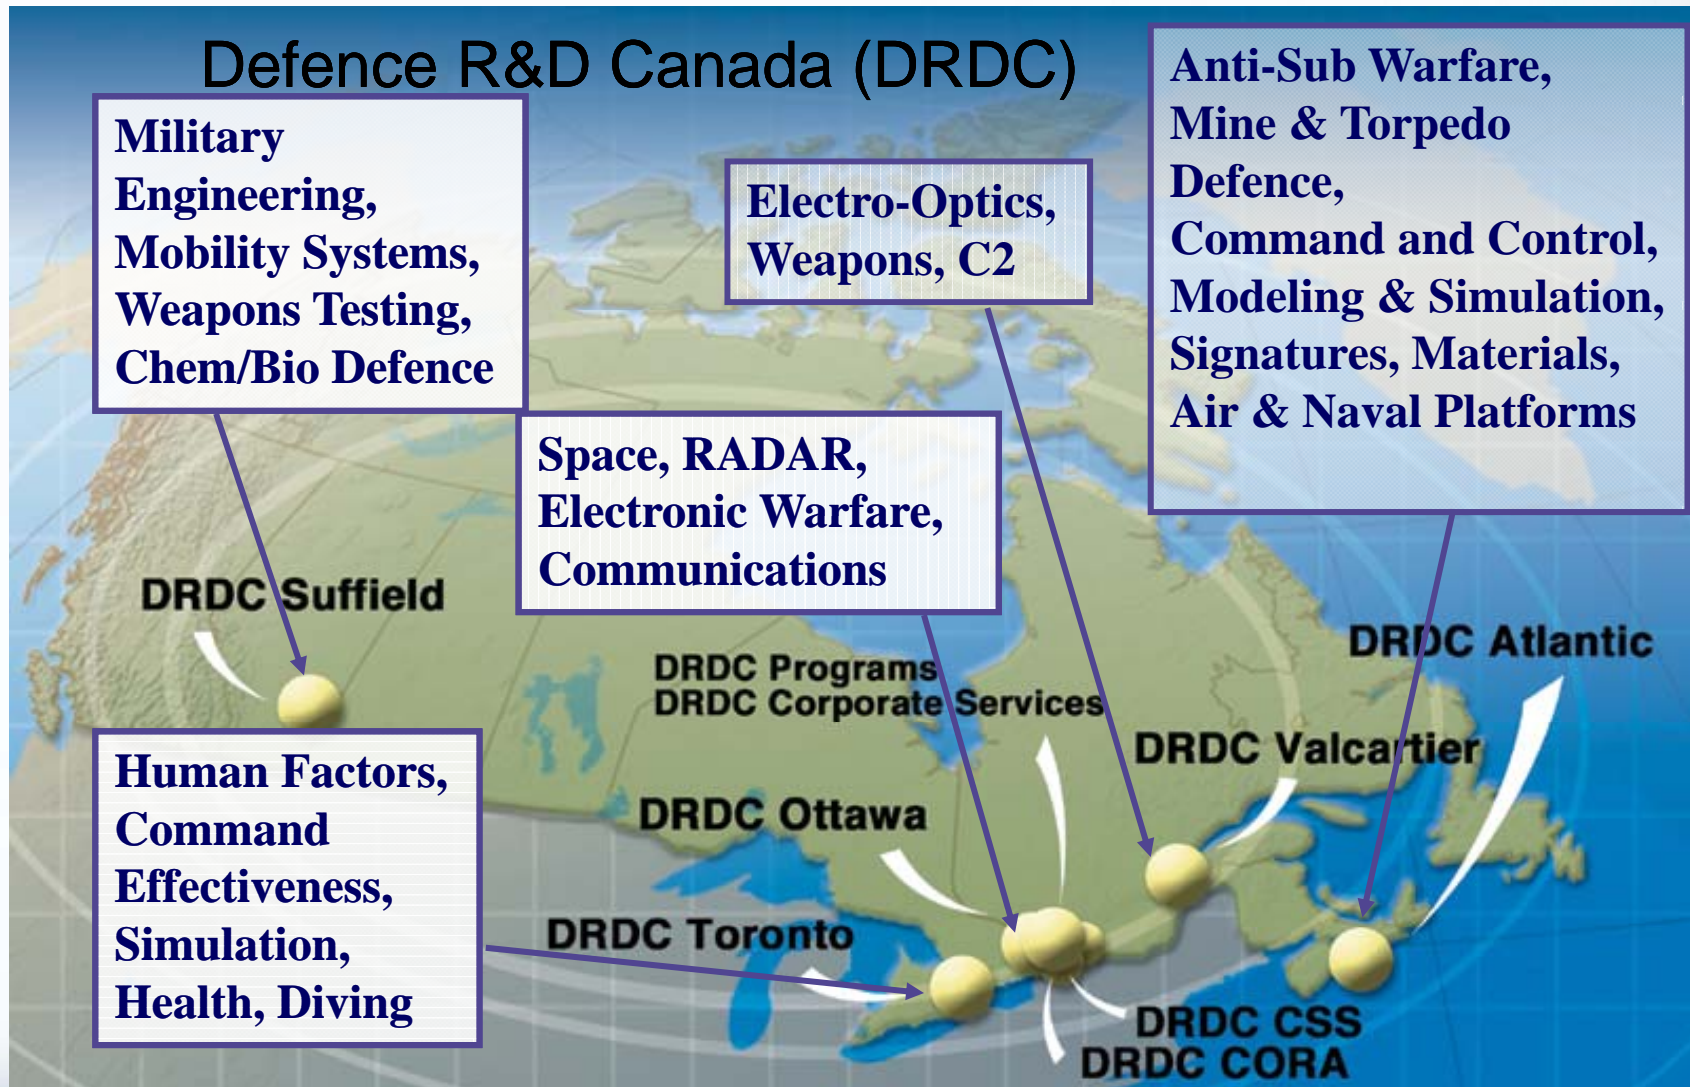 Defence R&D Canada (DRDC)
Military
Engineering,
Mobility Systems,
Weapons Testing,
Chem/Bio Defence
Electro-Optics,
Weapons, C2
Anti-Sub Warfare,
Mine & Torpedo
Defence,
Command and Control,
Modeling & Simulation,
Signatures, Materials,
Air & Naval Platforms
Space, RADAR,
Electronic Warfare,
Communications
DRDC Suffield
DRDC Programs
DRDC Corporate Services
DRDC Atlantic
DRDC Valcartier
Human Factors,
Command
Effectiveness,
Simulation,
Health, Diving
DRDC Ottawa
DRDC Toronto
DRDC CSS
DRDC CORA